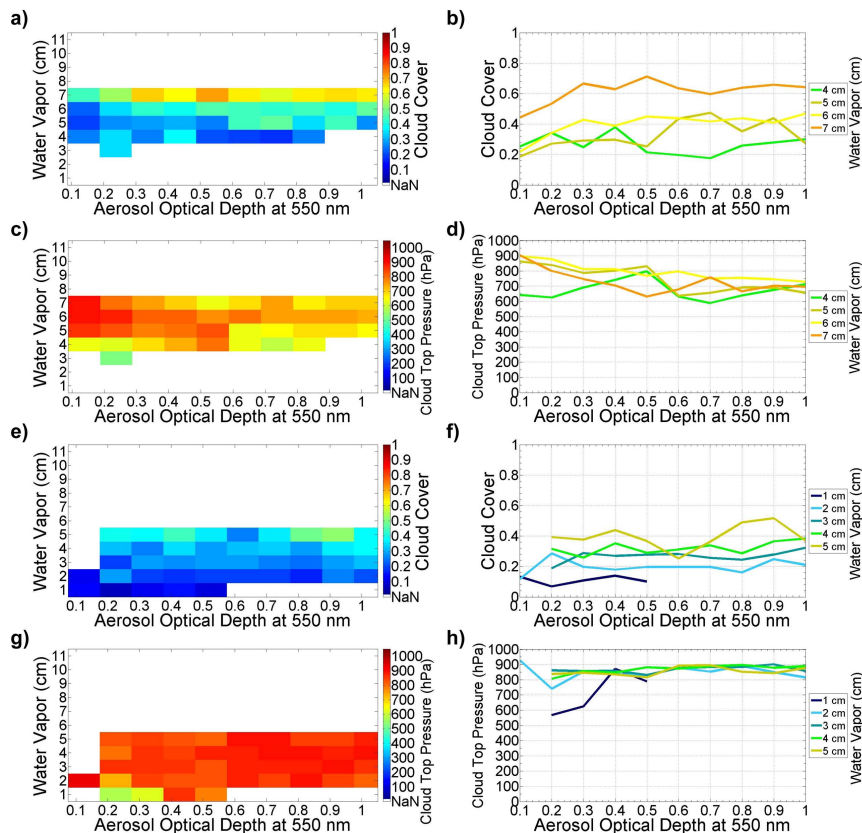 a)
11
10
9
8
7
6
5
4
3
2
1
Water Vapor (cm)
0.1 0.2 0.3 0.4 0.5 0.6 0.7 0.8 0.9 1
Aerosol Optical Depth at 550 nm
1
0.9
0.8
0.7
0.6
0.5
0.4
0.3
0.2
0.1
NaN
Cloud Cover
b)
1
0.8
0.6
0.4
0.2
0
Cloud Cover
0.1 0.2 0.3 0.4 0.5 0.6 0.7 0.8 0.9 1
Aerosol Optical Depth at 550 nm
4 cm
5 cm
6 cm
7 cm
Water Vapor (cm)
c)
11
10
9
8
7
6
5
4
3
2
1
Water Vapor (cm)
0.1 0.2 0.3 0.4 0.5 0.6 0.7 0.8 0.9 1
Aerosol Optical Depth at 550 nm
1000
900
800
700
600
500
400
300
200
100
NaN
Cloud Top Pressure (hPa)
d)
1000
900
800
700
600
500
400
300
200
100
0
Cloud Top Pressure (hPa)
0.1 0.2 0.3 0.4 0.5 0.6 0.7 0.8 0.9 1
Aerosol Optical Depth at 550 nm
4 cm
5 cm
6 cm
7 cm
Water Vapor (cm)
e)
11
10
9
8
7
6
5
4
3
2
1
Water Vapor (cm)
0.1 0.2 0.3 0.4 0.5 0.6 0.7 0.8 0.9 1
Aerosol Optical Depth at 550 nm
1
0.9
0.8
0.7
0.6
0.5
0.4
0.3
0.2
0.1
NaN
Cloud Cover
f)
1
0.8
0.6
0.4
0.2
0
Cloud Cover
0.1 0.2 0.3 0.4 0.5 0.6 0.7 0.8 0.9 1
Aerosol Optical Depth at 550 nm
1 cm
2 cm
3 cm
4 cm
5 cm
Water Vapor (cm)
g)
11
10
9
8
7
6
5
4
3
2
1
Water Vapor (cm)
0.1 0.2 0.3 0.4 0.5 0.6 0.7 0.8 0.9 1
Aerosol Optical Depth at 550 nm
1000
900
800
700
600
500
400
300
200
100
NaN
Cloud Top Pressure (hPa)
h)
1000
900
800
700
600
500
400
300
200
100
0
Cloud Top Pressure (hPa)
0.1 0.2 0.3 0.4 0.5 0.6 0.7 0.8 0.9 1
Aerosol Optical Depth at 550 nm
1 cm
2 cm
3 cm
4 cm
5 cm
Water Vapor (cm)